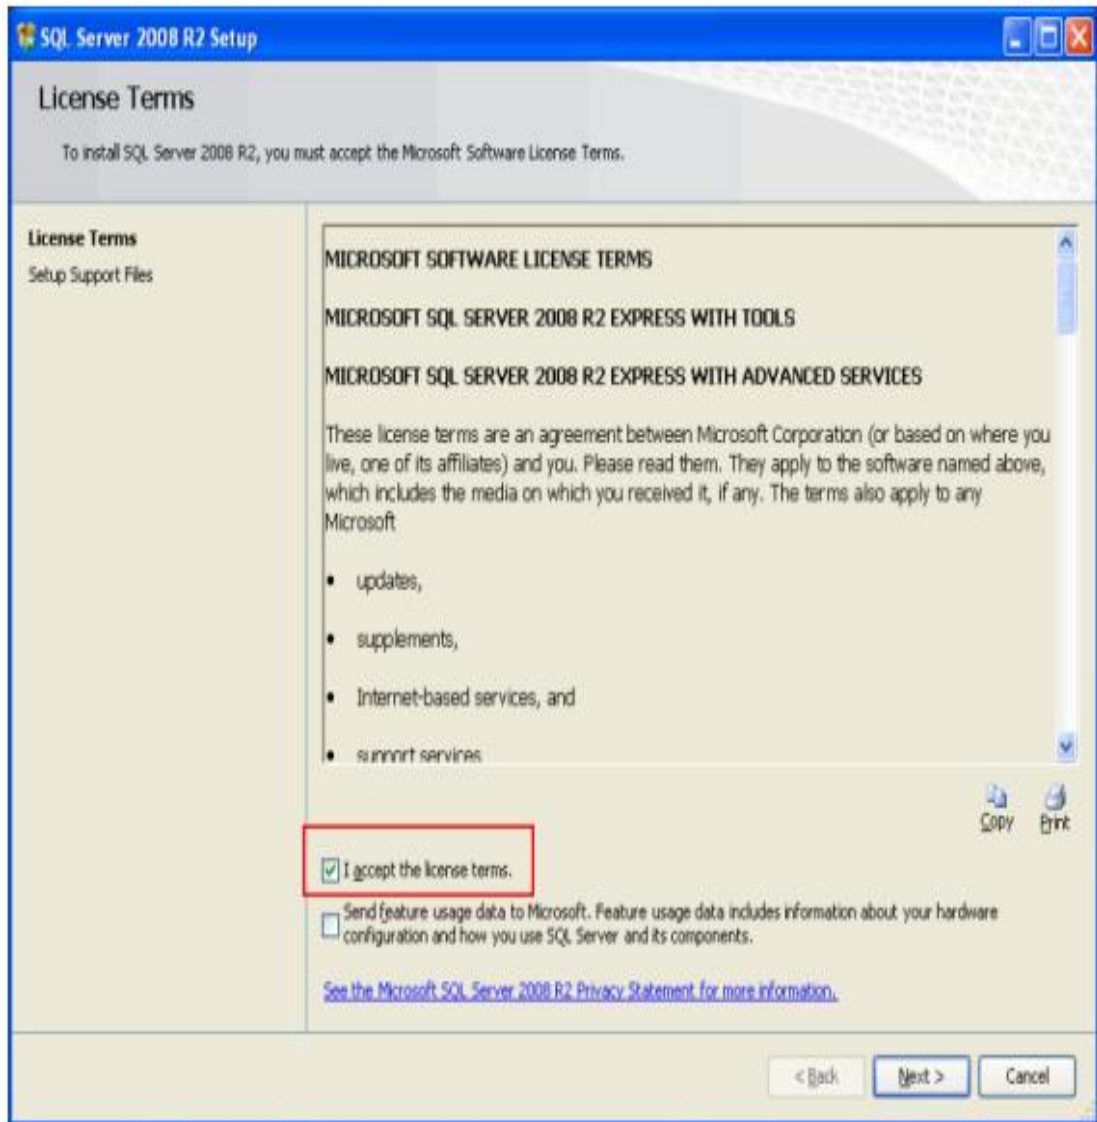 SQL Server 2008 R2 Setup
License Terms
To install SQL Server 2008 R2, you must accept the Microsoft Software License Terms.
License Terms
Setup Support Files
MICROSOFT SOFTWARE LICENSE TERMS
MICROSOFT SQL SERVER 2008 R2 EXPRESS WITH TOOLS
MICROSOFT SQL SERVER 2008 R2 EXPRESS WITH ADVANCED SERVICES
These license terms are an agreement between Microsoft Corporation (or based on where you
live, one of its affiliates) and you. Please read them. They apply to the software named above,
which includes the media on which you received it, if any. The terms also apply to any
Microsoft
• updates,
• supplements,
• Internet-based services, and
• support services
Copy Print
I accept the license terms.
Send feature usage data to Microsoft. Feature usage data includes information about your hardware
configuration and how you use SQL Server and its components.
See the Microsoft SQL Server 2008 R2 Privacy Statement for more information.
< Back Next > Cancel